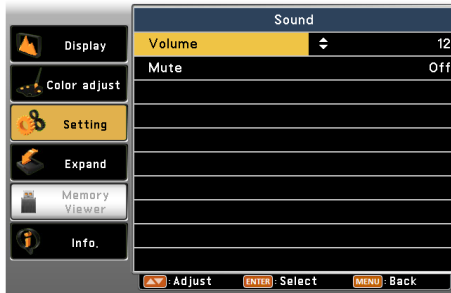 Sound
Display
Volume 12
Mute Off
Color adjust
Setting
Expand
Memory
Viewer
Info.
:Adjust ENTER:Select MENU:Back